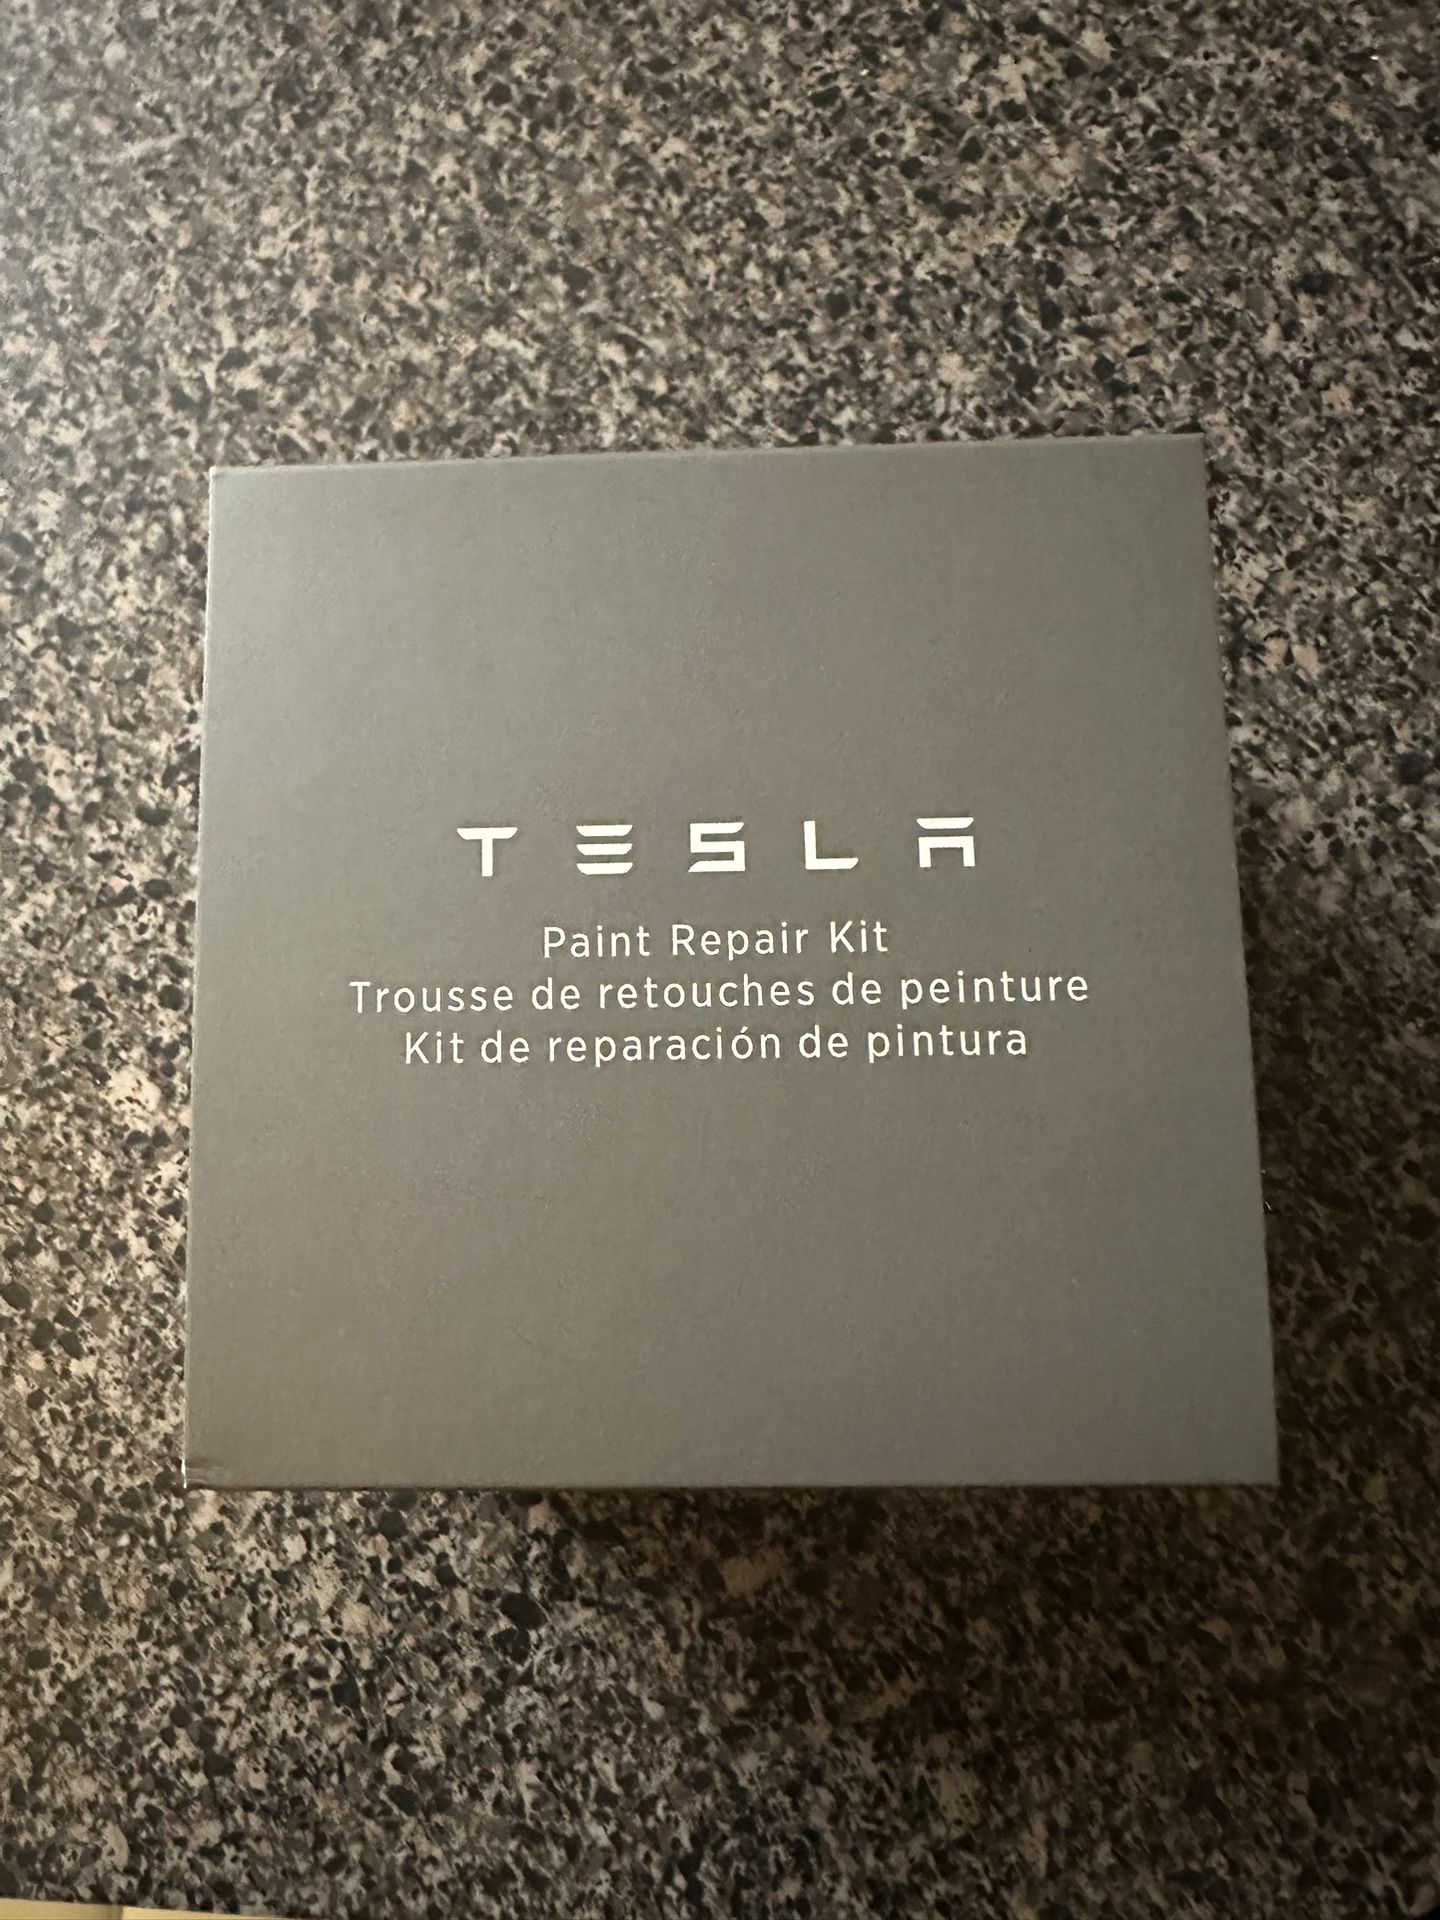 TESLA
Paint Repair Kit
Trousse de retouches de peinture
Kit de reparación de pintura